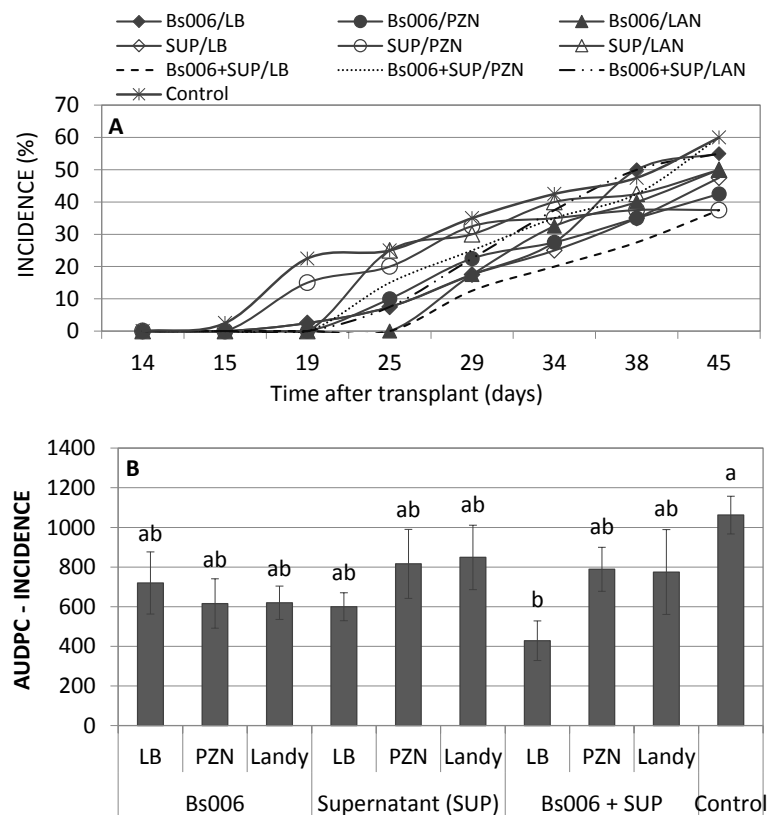 Bs006/LB Bs006/PZN Bs006/LAN
SUP/LB SUP/PZN SUP/LAN
Bs006+SUP/LB Bs006+SUP/PZN Bs006+SUP/LAN
Control
A
INCIDENCE (%)
70
60
50
40
30
20
10
0
14 15 19 25 29 34 38 45
Time after transplant (days)
B
AUDPC - INCIDENCE
1400
1200
1000
800
600
400
200
0
ab ab ab ab ab ab b ab ab a
LB PZN Landy LB PZN Landy LB PZN Landy
Bs006 Supernatant (SUP) Bs006 + SUP Control